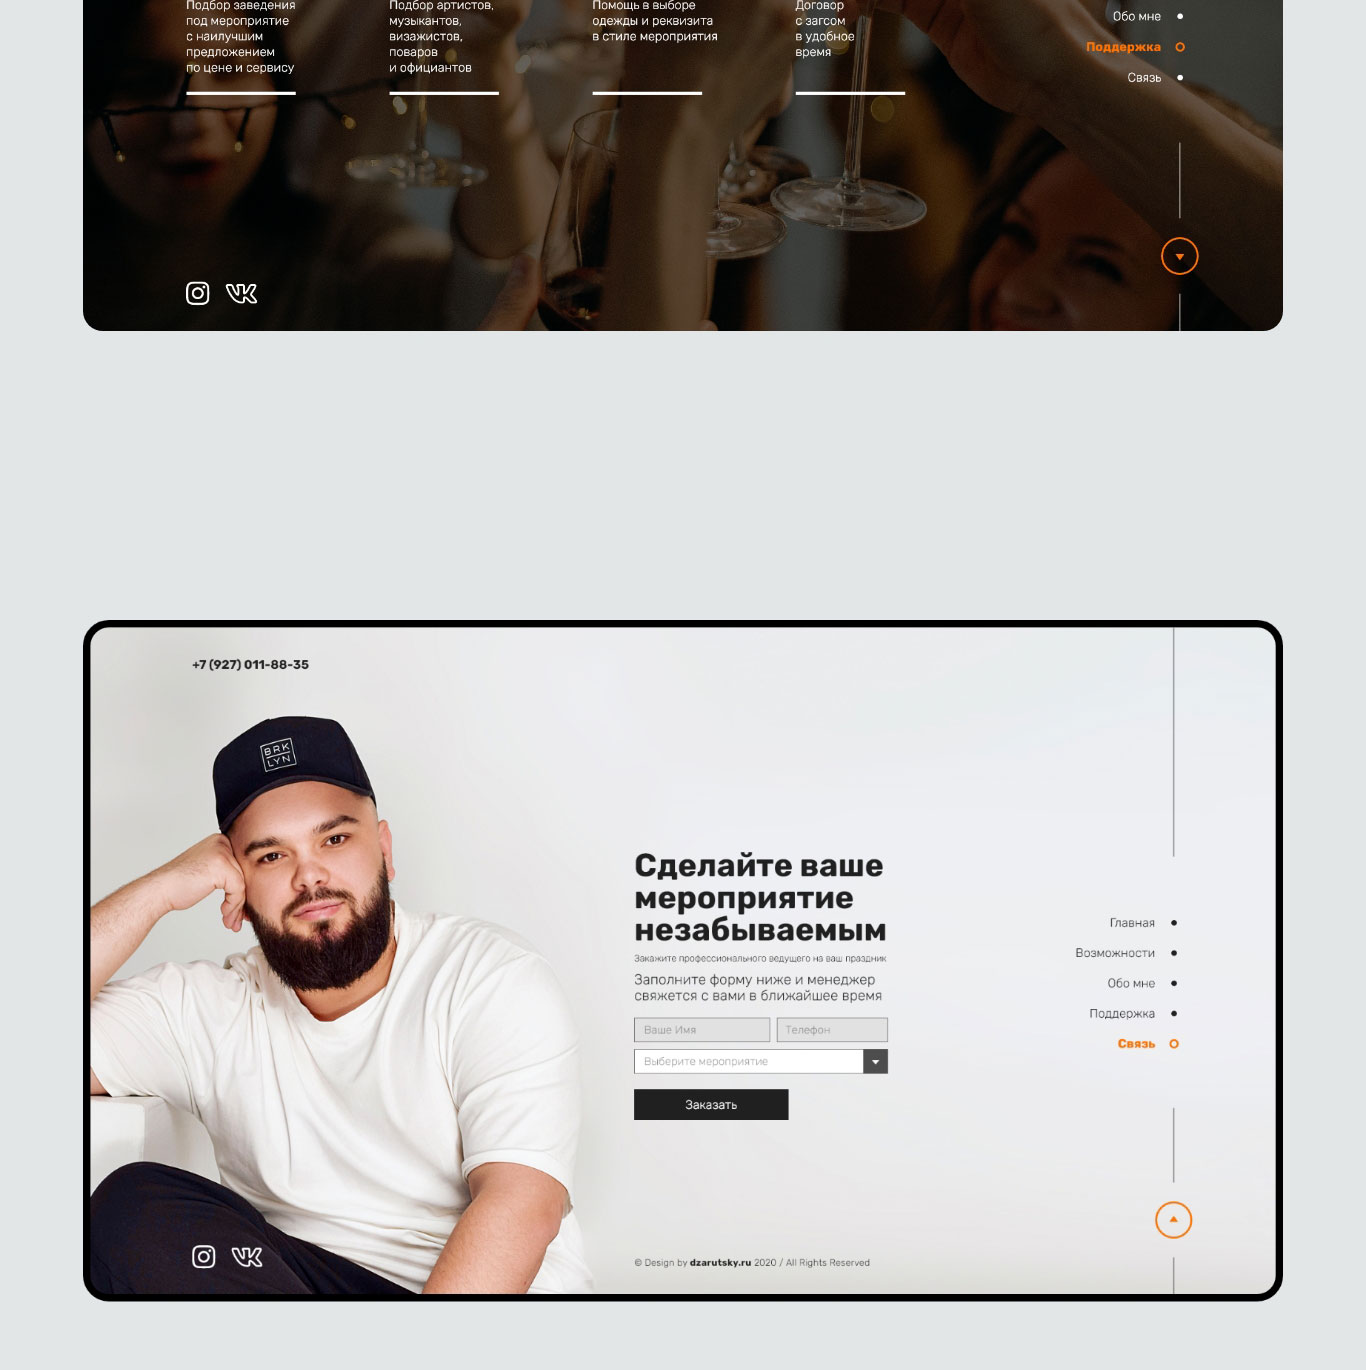 Подбор заведения
под мероприятие
с наилучшим
предложением
по цене и сервису
Подбор артистов,
музыкантов,
визажистов,
поваров
и официантов
Помощь в выборе
одежды и реквизита
в стиле мероприятия
Договор
с загсом
в удобное
время
Обо мне
Поддержка
Связь
+7 (927) 011-88-35
BRK
LYN
Сделайте ваше
мероприятие
незабываемым
Закажите профессионального ведущего на ваш праздник
Заполните форму ниже и менеджер
свяжется с вами в ближайшее время
Ваше Имя
Телефон
Выберите мероприятие
Заказать
Главная
Возможности
Обо мне
Поддержка
Связь
© Design by dzarutsky.ru 2020 / All Rights Reserved